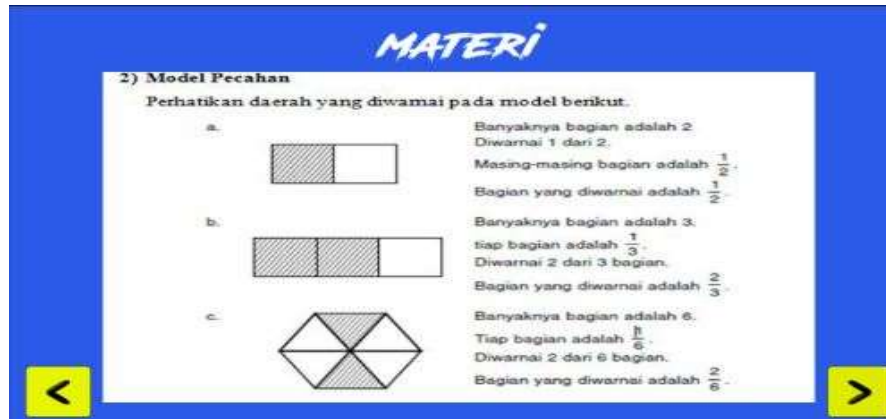 MATERI
2) Model Pecahan
Perhatikan daerah yang diwarnai pada model berikut.
a.
Banyaknya bagian adalah 2
Diwarnai 1 dari 2.
Masing-masing bagian adalah 1/2.
Bagian yang diwarnai adalah 1/2.
b.
Banyaknya bagian adalah 3.
tiap bagian adalah 1/3.
Diwarnai 2 dari 3 bagian.
Bagian yang diwarnai adalah 2/3.
c.
Banyaknya bagian adalah 6.
Tiap bagian adalah /6.
Diwarnai 2 dari 6 bagian.
Bagian yang diwarnai adalah 2/6.
< >